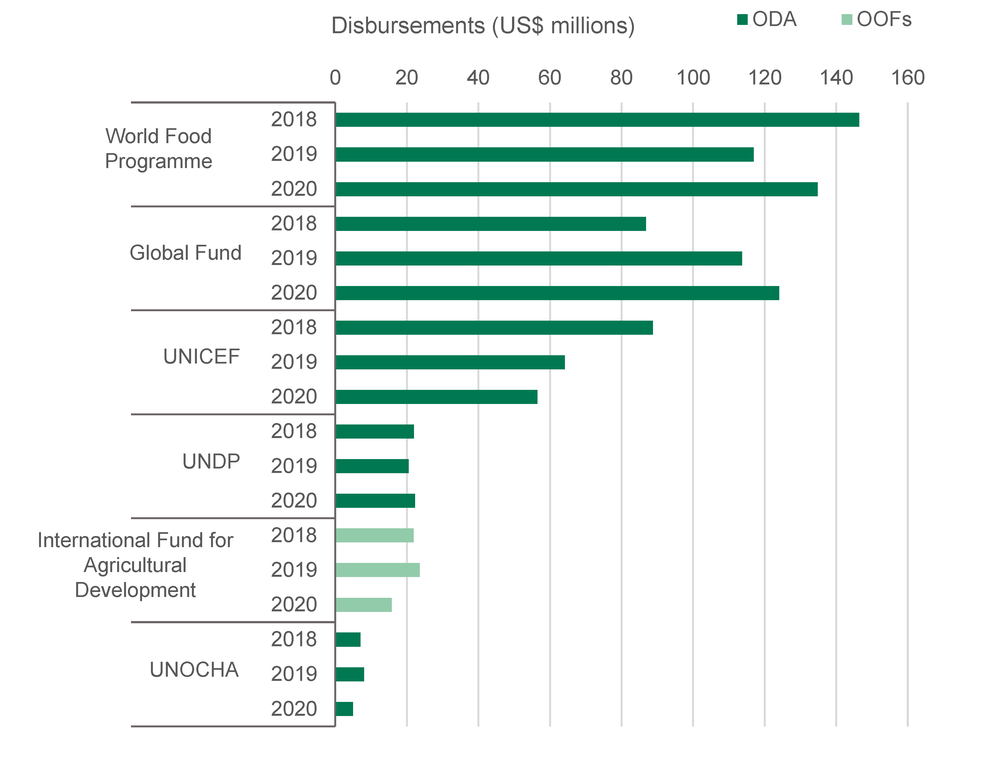 Disbursements (US$ millions)
ODA
OOFs
0 20 40 60 80 100 120 140 160
World Food
Programme
2018
2019
2020
Global Fund
2018
2019
2020
UNICEF
2018
2019
2020
UNDP
2018
2019
2020
International Fund for
Agricultural
Development
2018
2019
2020
UNOCHA
2018
2019
2020